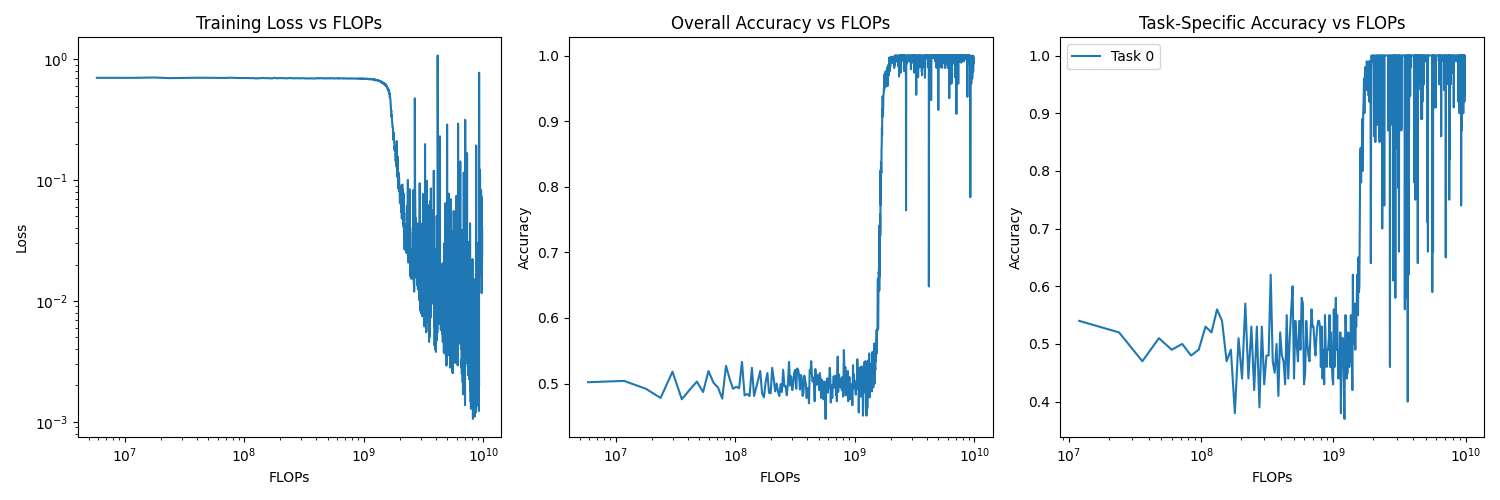 Training Loss vs FLOPs
Loss
10⁰
10⁻¹
10⁻²
10⁻³
10⁷
10⁸
10⁹
10¹⁰
FLOPs
Overall Accuracy vs FLOPs
Accuracy
1.0
0.9
0.8
0.7
0.6
0.5
10⁷
10⁸
10⁹
10¹⁰
FLOPs
Task-Specific Accuracy vs FLOPs
Task 0
Accuracy
1.0
0.9
0.8
0.7
0.6
0.5
0.4
10⁷
10⁸
10⁹
10¹⁰
FLOPs